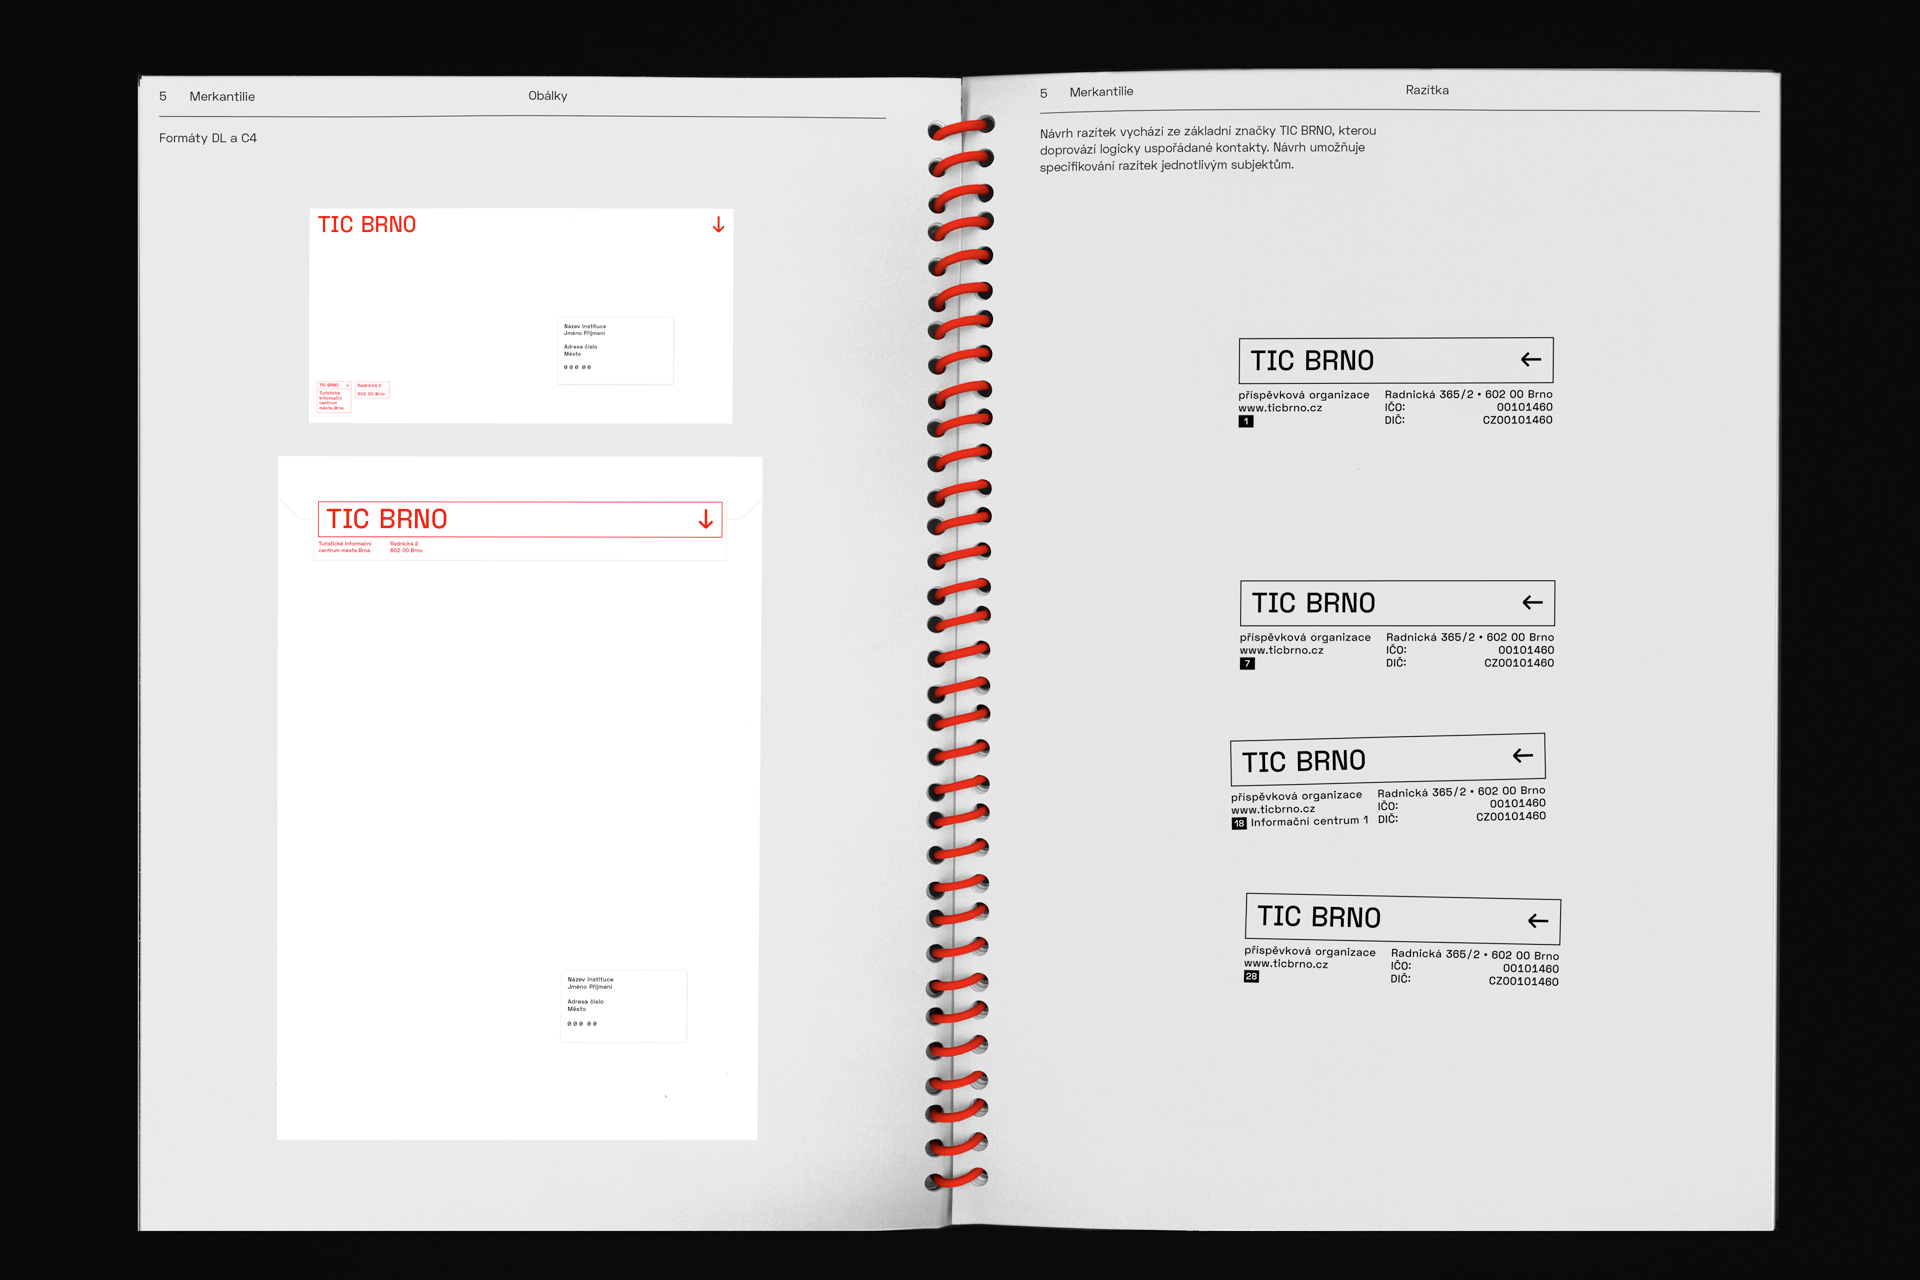 5 Merkantilie Obálky
Formáty DL a C4
TIC BRNO ↓
Název Instituce
Jméno Příjmení
Adresa číslo
Město
000 00
TIC BRNO ↓
Turistické
informační
centrum
města Brna
Radnická 2
602 00 Brno
TIC BRNO ↓
Turistické informační
centrum města Brna
Radnická 2
602 00 Brno
Název Instituce
Jméno Příjmení
Adresa číslo
Město
000 00
5 Merkantilie Razítka
Návrh razítek vychází ze základní značky TIC BRNO, kterou
doprovází logicky uspořádané kontakty. Návrh umožňuje
specifikování razítek jednotlivým subjektům.
TIC BRNO ←
příspěvková organizace Radnická 365/2 • 602 00 Brno
www.ticbrno.cz IČO: 00101460
1 DIČ: CZ00101460
TIC BRNO ←
příspěvková organizace Radnická 365/2 • 602 00 Brno
www.ticbrno.cz IČO: 00101460
7 DIČ: CZ00101460
TIC BRNO ←
příspěvková organizace Radnická 365/2 • 602 00 Brno
www.ticbrno.cz IČO: 00101460
18 Informační centrum 1 DIČ: CZ00101460
TIC BRNO ←
příspěvková organizace Radnická 365/2 • 602 00 Brno
www.ticbrno.cz IČO: 00101460
28 DIČ: CZ00101460